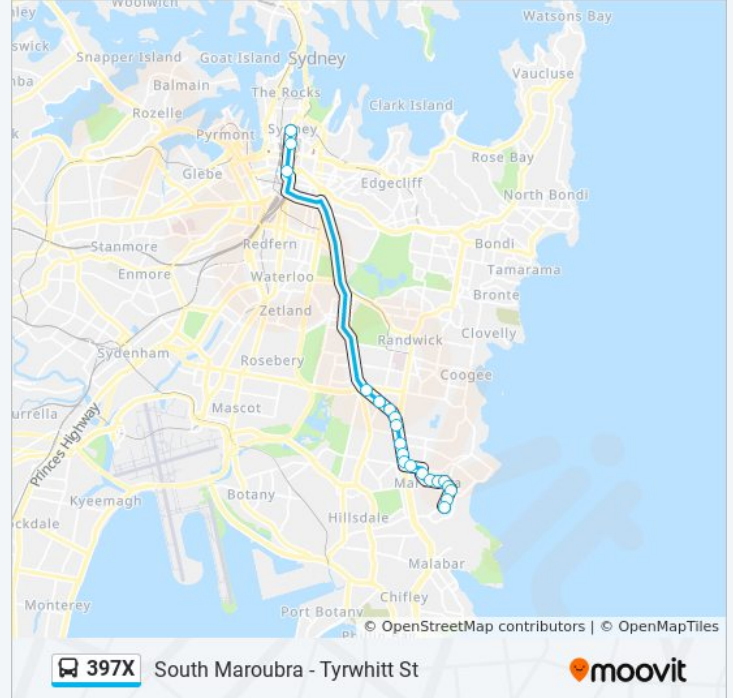 Woolwich
Watsons Bay
Snapper Island
Goat Island
Sydney
Vaucluse
Balmain
The Rocks
Clark Island
Rozelle
Pyrmont
Sydney
Rose Bay
Glebe
Edgecliff
North Bondi
Stanmore
Redfern
Bondi
Enmore
Waterloo
Tamarama
Bronte
Zetland
Clovelly
Sydenham
Randwick
Rosebery
Coogee
Mascot
Princes Highway
Kyeemagh
Botany
Hillsdale
Malabar
Chifley
Monterey
Port Botany
© OpenStreetMap contributors | © OpenMapTiles
397X South Maroubra - Tyrwhitt St
moovit